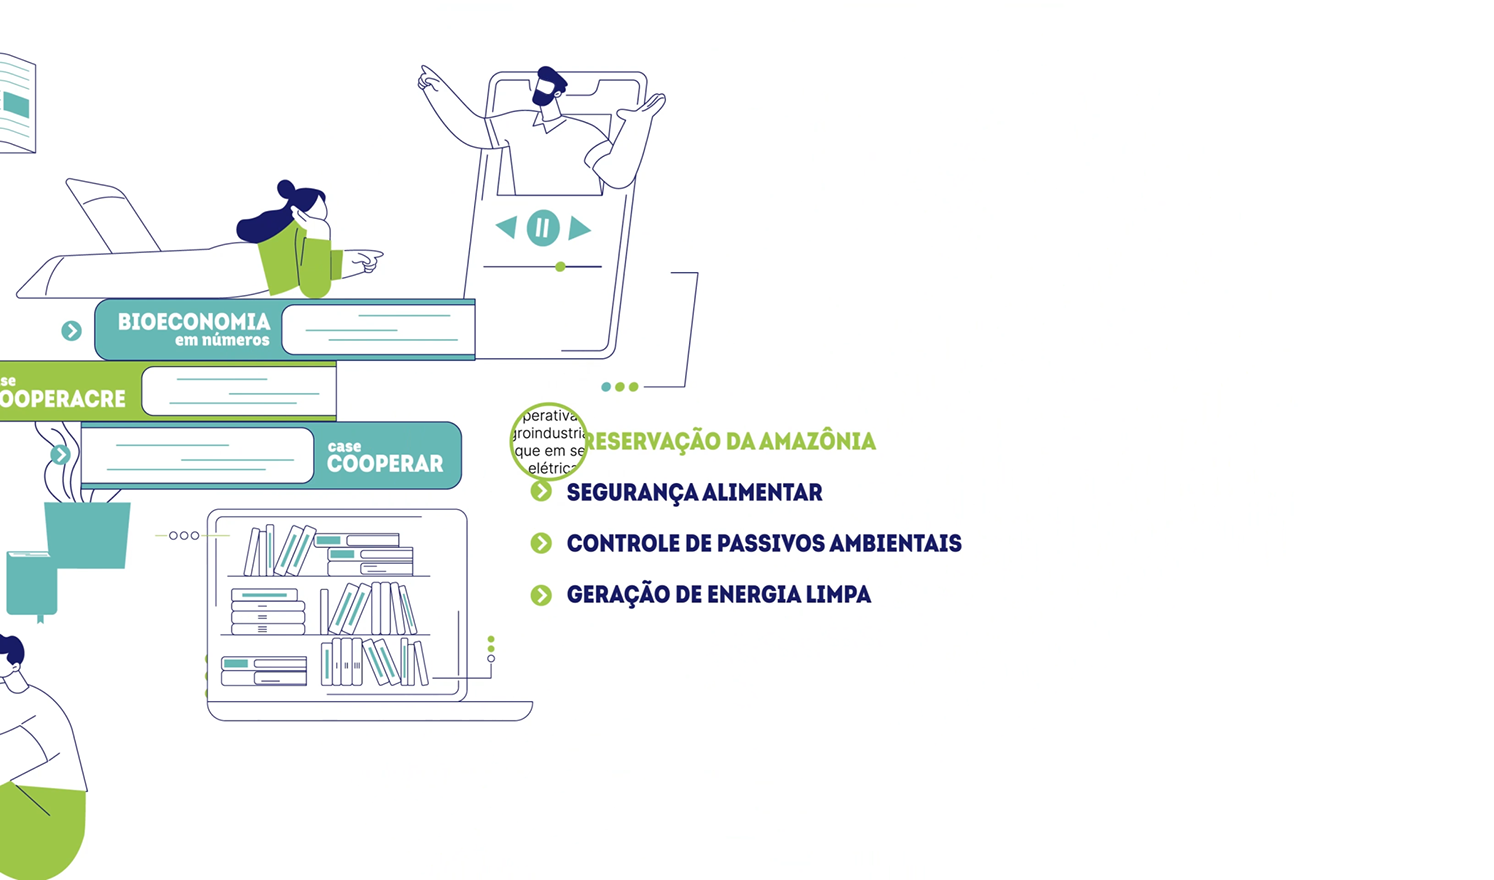 BIOECONOMIA
em números
se
OOPERACRE
case
COOPERAR
perativa
groindustria
que em se
elétrica
RESERVAÇÃO DA AMAZÔNIA
SEGURANÇA ALIMENTAR
CONTROLE DE PASSIVOS AMBIENTAIS
GERAÇÃO DE ENERGIA LIMPA